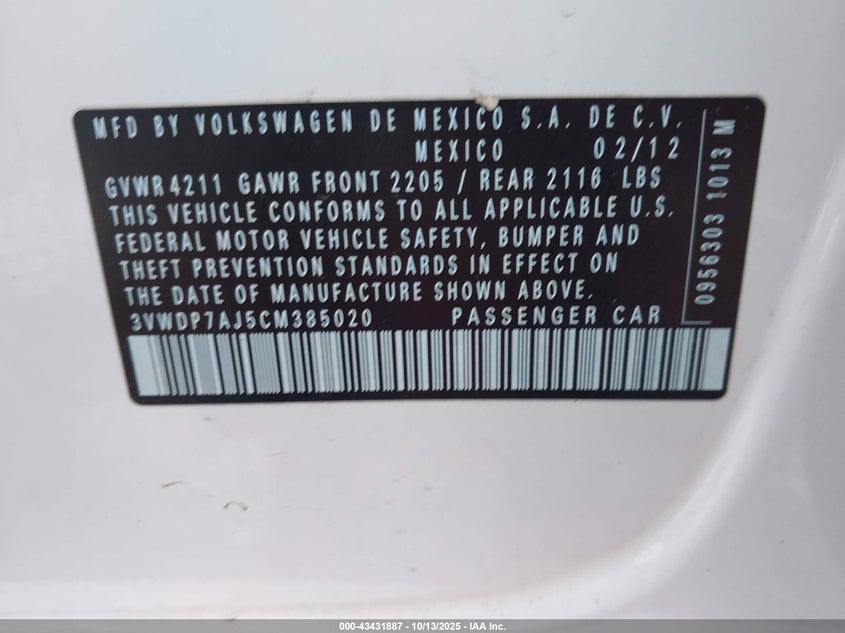 MFD BY VOLKSWAGEN DE MEXICO S.A. DE C.V.
MEXICO 02/12
GVWR 4211 GAWR FRONT 2205 / REAR 2116 LBS
THIS VEHICLE CONFORMS TO ALL APPLICABLE U.S.
FEDERAL MOTOR VEHICLE SAFETY, BUMPER AND
THEFT PREVENTION STANDARDS IN EFFECT ON
THE DATE OF MANUFACTURE SHOWN ABOVE.
3VWDP7AJ5CM385020 PASSENGER CAR
0956303 1013 M
000-43431887 - 10/13/2025 - IAA Inc.